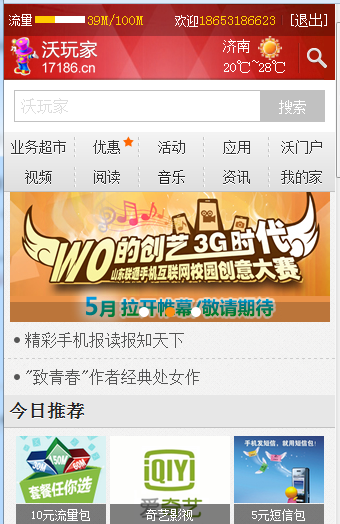 流量 39M/100M 欢迎18653186623 [退出]
沃玩家
17186.cn
济南
20℃~28℃
沃玩家 搜索
业务超市 优惠 活动 应用 沃门户
视频 阅读 音乐 资讯 我的家
WO的创艺3G时代
山东联通手机互联网校园创意大赛
5月 拉开帷幕 敬请期待
精彩手机报读报知天下
"致青春"作者经典处女作
今日推荐
50M
套餐任你选
10元流量包
iQIYI
爱奇艺
奇艺影视
手机发短信，就用短信包!
5元短信包